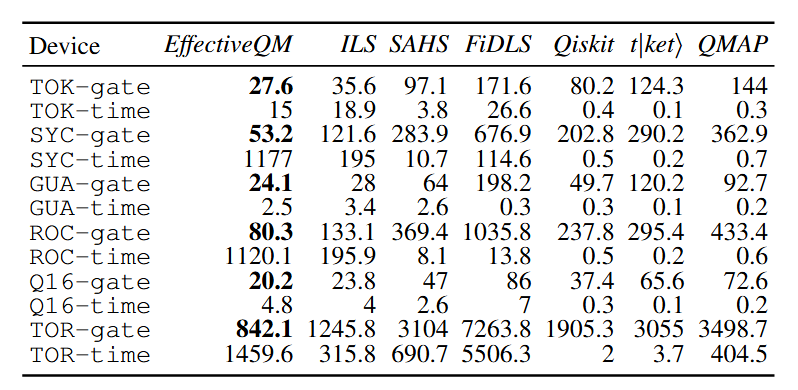 Device EffectiveQM ILS SAHS FiDLS Qiskit t|ket⟩ QMAP
TOK-gate 27.6 35.6 97.1 171.6 80.2 124.3 144
TOK-time 15 18.9 3.8 26.6 0.4 0.1 0.3
SYC-gate 53.2 121.6 283.9 676.9 202.8 290.2 362.9
SYC-time 1177 195 10.7 114.6 0.5 0.2 0.7
GUA-gate 24.1 28 64 198.2 49.7 120.2 92.7
GUA-time 2.5 3.4 2.6 0.3 0.3 0.1 0.2
ROC-gate 80.3 133.1 369.4 1035.8 237.8 295.4 433.4
ROC-time 1120.1 195.9 8.1 13.8 0.5 0.2 0.6
Q16-gate 20.2 23.8 47 86 37.4 65.6 72.6
Q16-time 4.8 4 2.6 7 0.3 0.1 0.2
TOR-gate 842.1 1245.8 3104 7263.8 1905.3 3055 3498.7
TOR-time 1459.6 315.8 690.7 5506.3 2 3.7 404.5